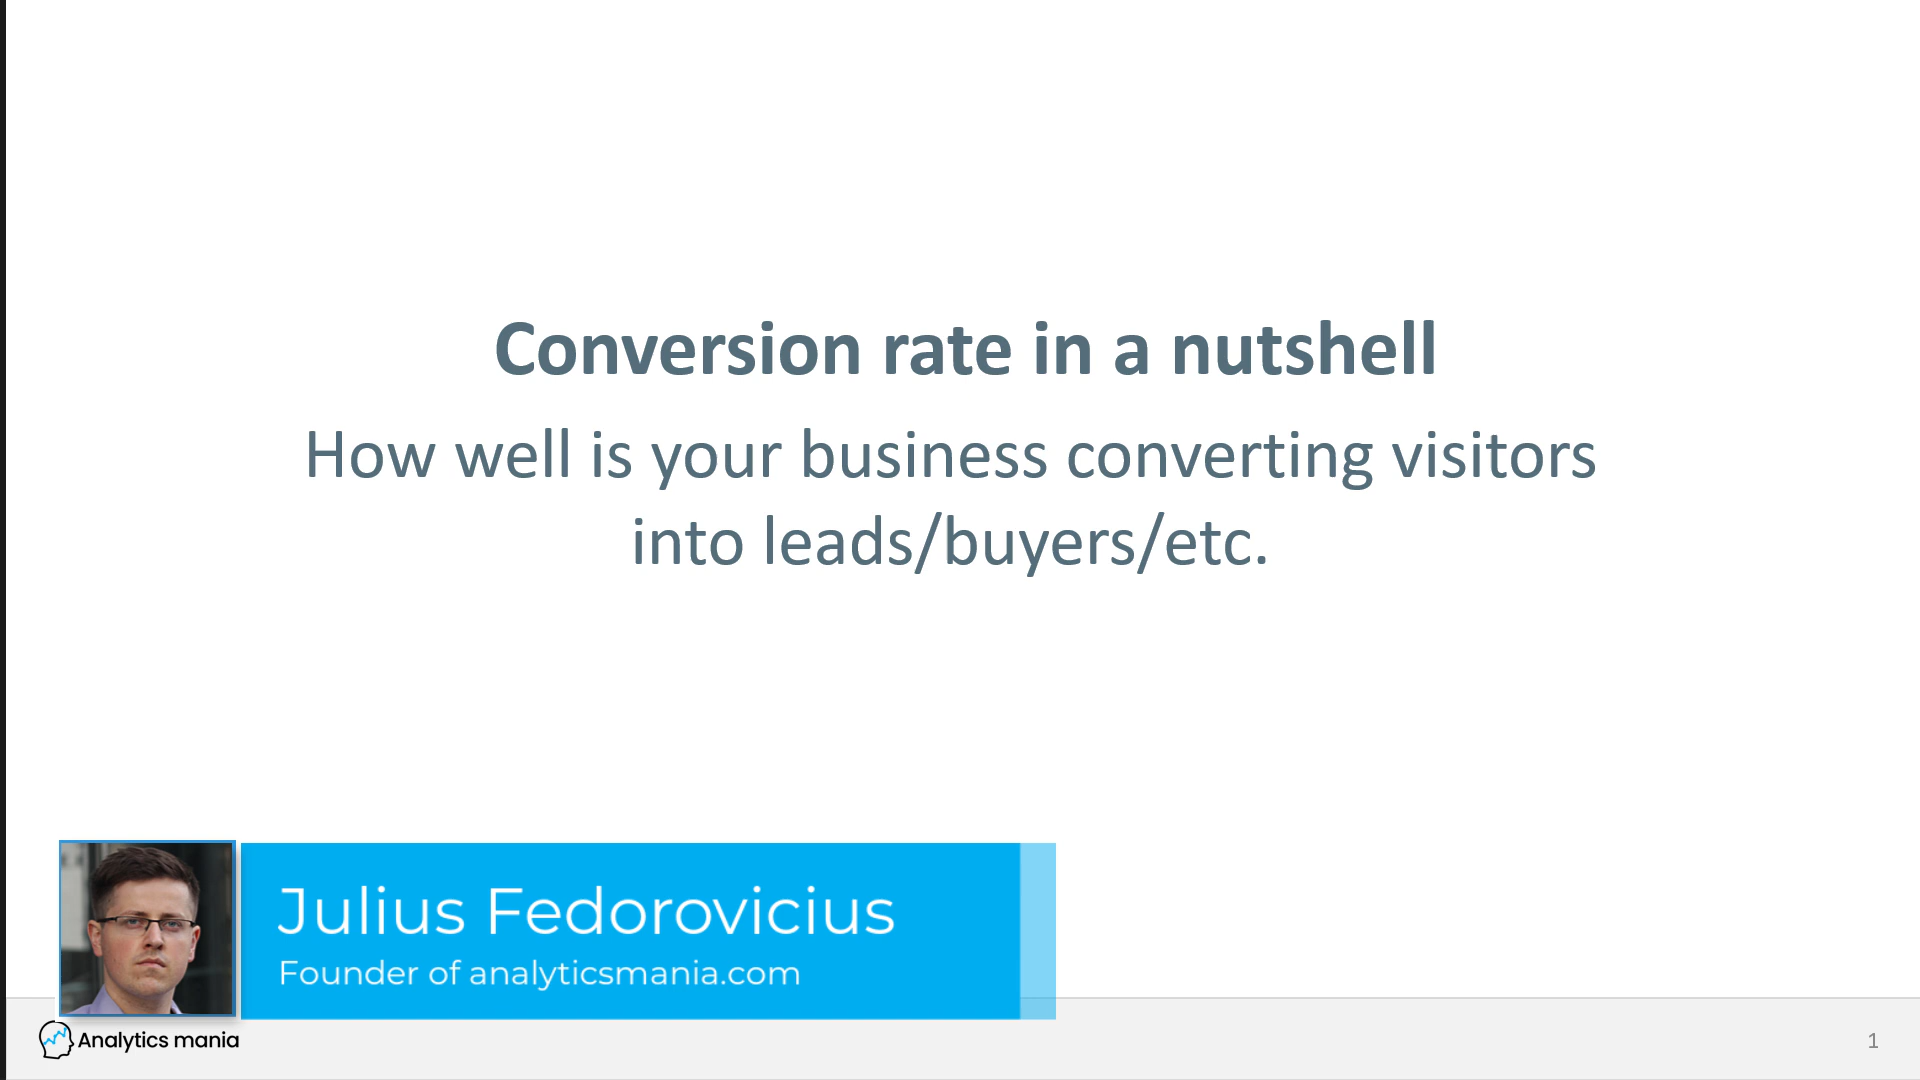 Conversion rate in a nutshell
How well is your business converting visitors
into leads/buyers/etc.
Julius Fedorovicius
Founder of analyticsmania.com
Analytics mania
1